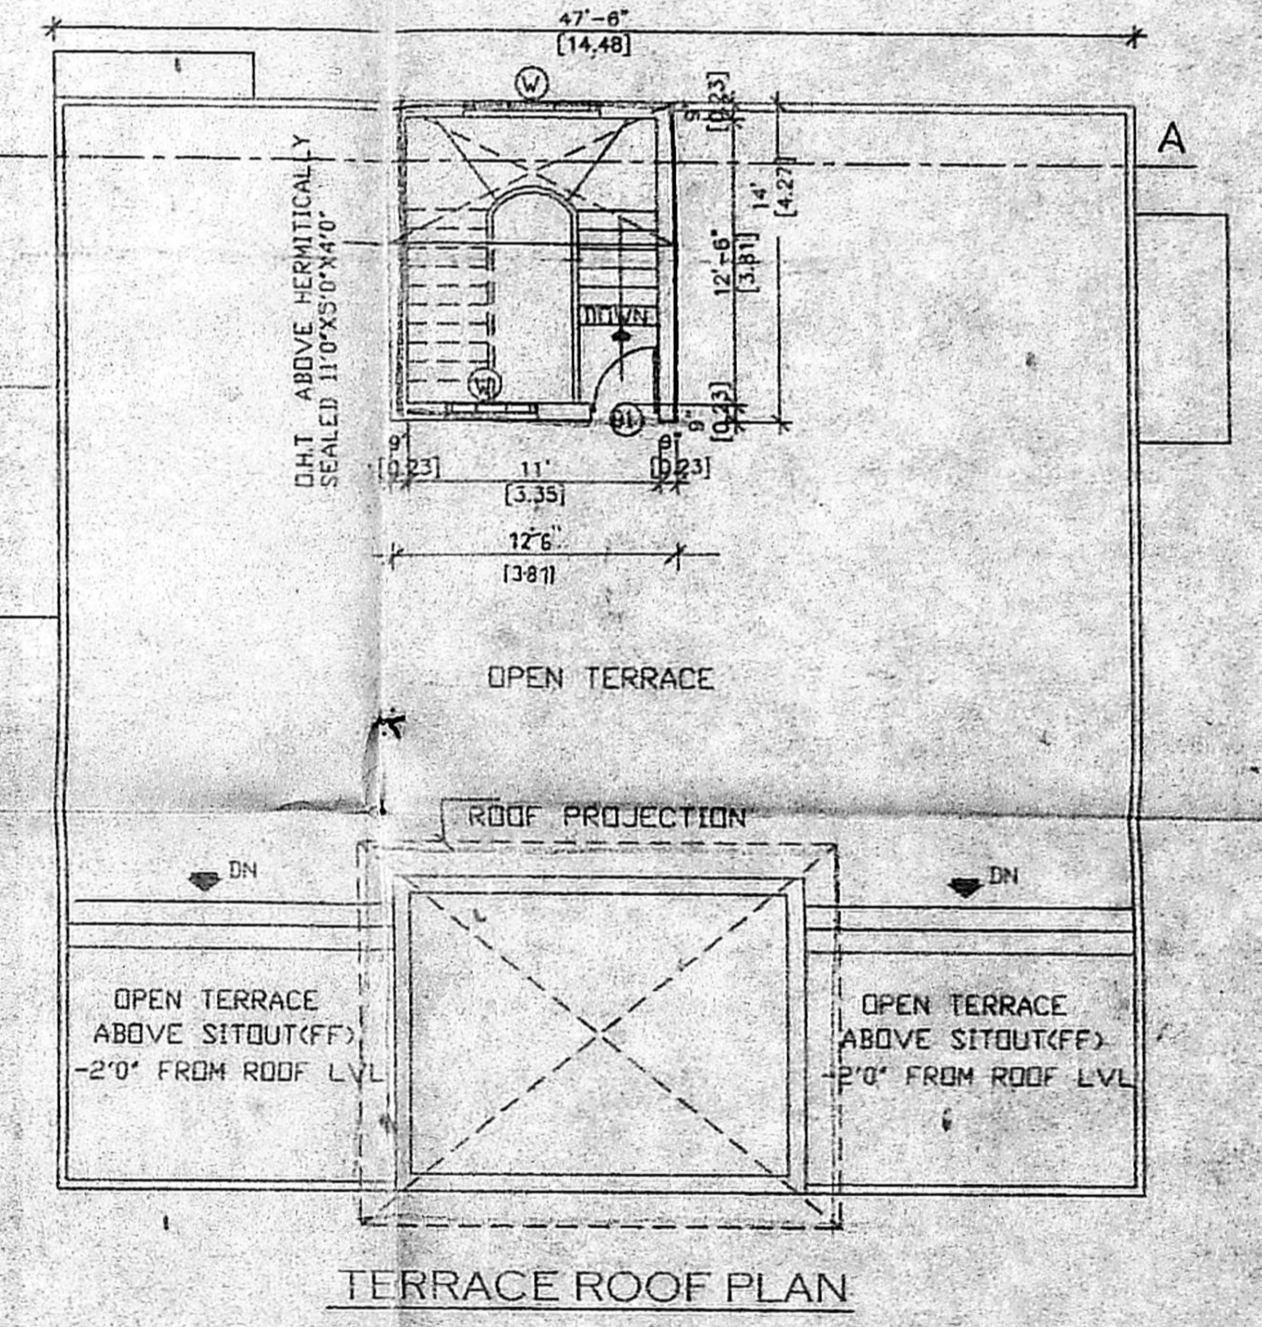 47'-6"
[14.48]
W
9"
[0.23]
A
14'
[4.27]
12'-6"
[3.81]
O.H.T ABOVE HERMITICALLY
SEALED 11'0"X5'0"X4'0"
DOWN
W
D1
9"
[0.23]
9"
[0.23]
11'
[3.35]
9"
[0.23]
12'6"
[3.81]
OPEN TERRACE
ROOF PROJECTION
DN
DN
OPEN TERRACE
ABOVE SITOUT(FF)
-2'0" FROM ROOF LVL
OPEN TERRACE
ABOVE SITOUT(FF)
-2'0" FROM ROOF LVL
TERRACE ROOF PLAN